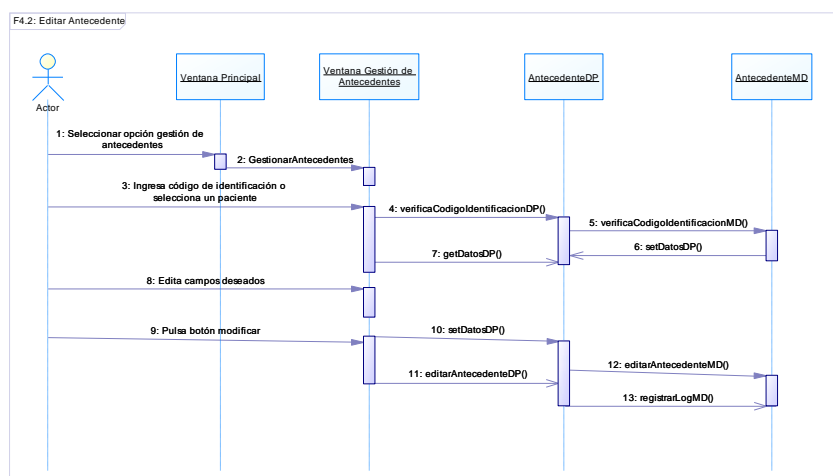 F4.2: Editar Antecedente
Ventana Principal
Ventana Gestión de
Antecedentes
AntecedenteDP
AntecedenteMD
Actor
1: Seleccionar opción gestión de
antecedentes
2: GestionarAntecedentes
3: Ingresa código de identificación o
selecciona un paciente
4: verificaCodigoIdentificacionDP()
5: verificaCodigoIdentificacionMD()
6: setDatosDP()
7: getDatosDP()
8: Edita campos deseados
9: Pulsa botón modificar
10: setDatosDP()
11: editarAntecedenteDP()
12: editarAntecedenteMD()
13: registrarLogMD()